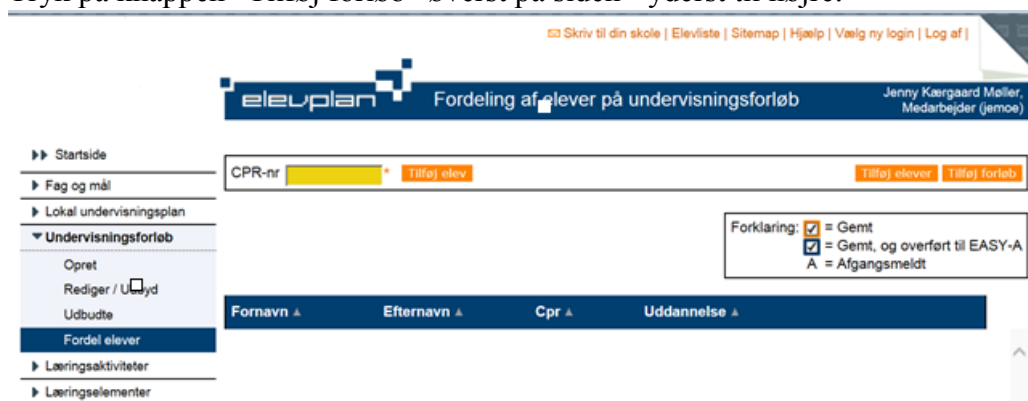 Skriv til din skole | Elevliste | Sitemap | Hjælp | Vælg ny login | Log af |
elevplan
Fordeling af elever på undervisningsforløb
Jenny Kærgaard Møller,
Medarbejder (jemoe)
Startside
Fag og mål
Lokal undervisningsplan
Undervisningsforløb
Opret
Rediger /
Udbudte
Fordel elever
Læringsaktiviteter
Læringselementer
CPR-nr * Tilføj elev Tilføj elever Tilføj forløb
Forklaring: = Gemt
= Gemt, og overført til EASY-A
A = Afgangsmeldt
Fornavn Efternavn Cpr Uddannelse